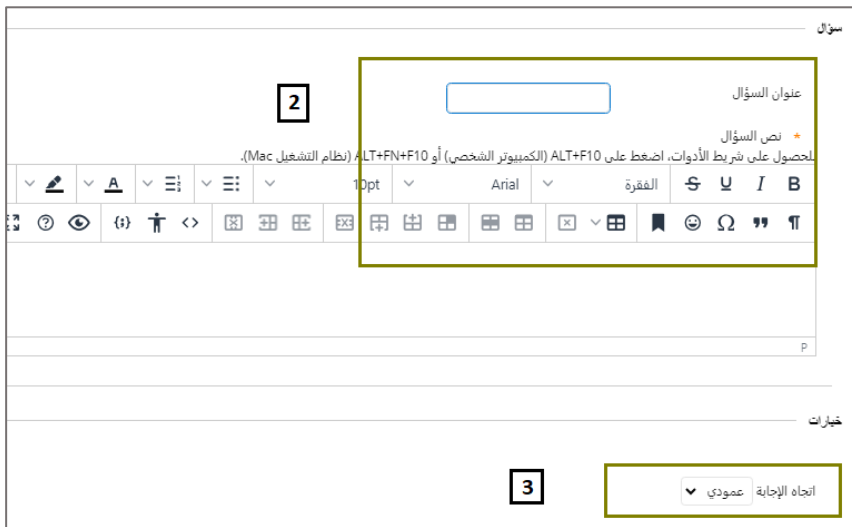 سؤال
عنوان السؤال
2
* نص السؤال
للحصول على شريط الأدوات، اضغط على ALT+F10 (الكمبيوتر الشخصي) أو ALT+FN+F10 (نظام التشغيل Mac).
B I U S الفقرة Arial 10pt A
P
خيارات
اتجاه الإجابة عمودي
3